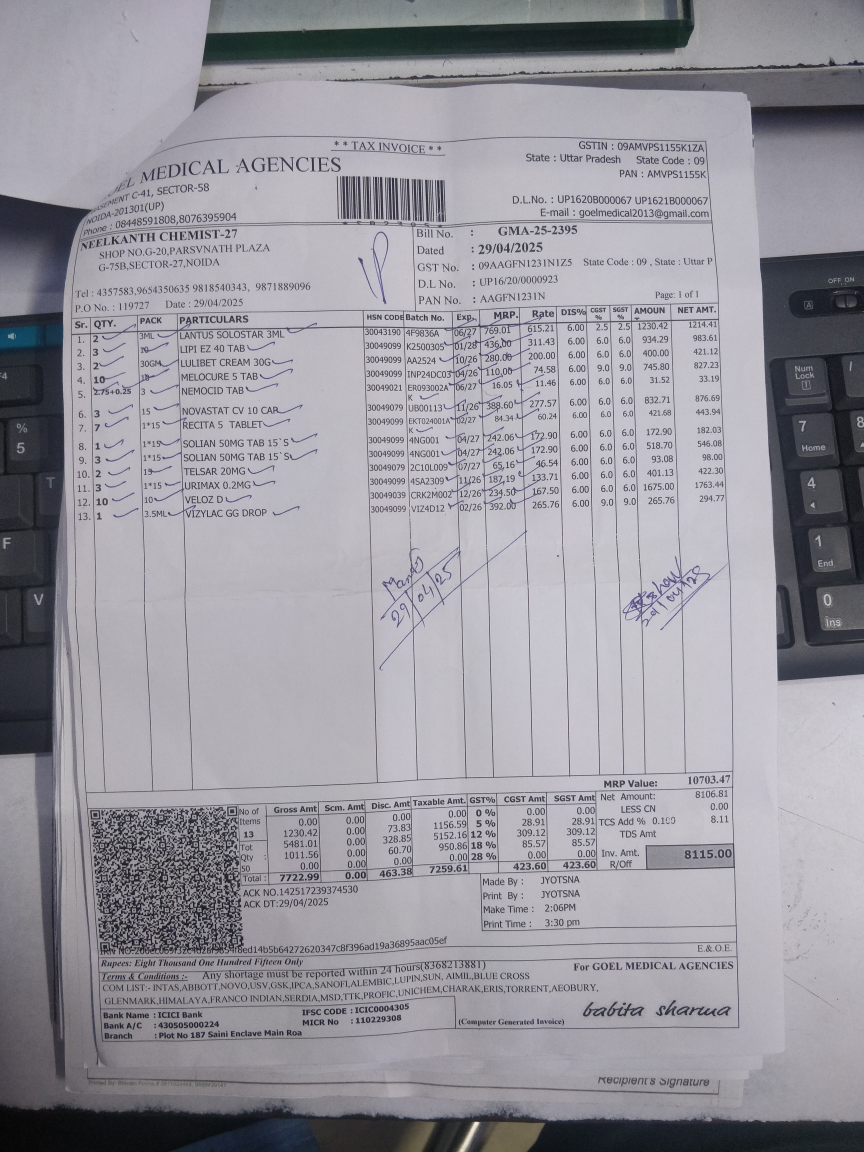 ** TAX INVOICE **
GSTIN : 09AMVPS1155K1ZA
State : Uttar Pradesh State Code : 09
PAN : AMVPS1155K
GOEL MEDICAL AGENCIES
C-41, SECTOR-58
NOIDA-201301(UP)
Phone : 08448591808,8076395904
D.L.No. : UP1620B000067 UP1621B000067
E-mail : goelmedical2013@gmail.com
NEELKANTH CHEMIST-27
SHOP NO.G-20,PARSVNATH PLAZA
G-75B,SECTOR-27,NOIDA
Tel : 4357583,9654350635 9818540343, 9871889096
P.O No. : 119727 Date : 29/04/2025
Bill No. : GMA-25-2395
Dated : 29/04/2025
GST No. : 09AAGFN1231N1Z5 State Code : 09 , State : Uttar P
D.L No. : UP16/20/0000923
PAN No. : AAGFN1231N
Page: 1 of 1
Sr. QTY. PACK PARTICULARS HSN CODE Batch No. Exp. MRP. Rate DIS% CGST % SGST % AMOUN NET AMT.
1. 2 3ML LANTUS SOLOSTAR 3ML 30043190 4F9836A 06/27 769.01 615.21 6.00 2.5 2.5 1230.42 1214.41
2. 3 10 LIPI EZ 40 TAB 30049099 K2500305 01/28 436.00 311.43 6.00 6.0 6.0 934.29 983.61
3. 2 30GM LULIBET CREAM 30G 30049099 AA2524 10/26 280.00 200.00 6.00 6.0 6.0 400.00 421.12
4. 10 10 MELOCURE 5 TAB 30049099 INP24DC03 04/26 110.00 74.58 6.00 9.0 9.0 745.80 827.23
5. 2.75+0.25 3 NEMOCID TAB 30049021 ER093002A K 06/27 16.05 11.46 6.00 6.0 6.0 31.52 33.19
6. 3 15 NOVASTAT CV 10 CAP 30049079 UB00113 11/26 388.60 277.57 6.00 6.0 6.0 832.71 876.69
7. 7 1*15 RECITA 5 TABLET 30049099 EKT024001A K 02/27 84.34 60.24 6.00 6.0 6.0 421.68 443.94
8. 1 1*15 SOLIAN 50MG TAB 15`S 30049099 4NG001 04/27 242.06 172.90 6.00 6.0 6.0 172.90 182.03
9. 3 1*15 SOLIAN 50MG TAB 15`S 30049099 4NG001 04/27 242.06 172.90 6.00 6.0 6.0 518.70 546.08
10. 2 15 TELSAR 20MG 30049079 2C10L009 07/27 65.16 46.54 6.00 6.0 6.0 93.08 98.00
11. 3 1*15 URIMAX 0.2MG 30049099 4SA2309 11/26 187.19 133.71 6.00 6.0 6.0 401.13 422.30
12. 10 10 VELOZ D 30049039 CRK2M002 12/26 234.50 167.50 6.00 6.0 6.0 1675.00 1763.44
13. 1 3.5ML VIZYLAC GG DROP 30049099 VIZ4D12 02/26 392.00 265.76 6.00 9.0 9.0 265.76 294.77
29/04/25
29/04/25
MRP Value: 10703.47
No of Items 13 Tot Qty : 50
Gross Amt Scm. Amt Disc. Amt Taxable Amt. GST% CGST Amt SGST Amt
0.00 0.00 0.00 0.00 0 % 0.00 0.00
1230.42 0.00 73.83 1156.59 5 % 28.91 28.91
5481.01 0.00 328.85 5152.16 12 % 309.12 309.12
1011.56 0.00 60.70 950.86 18 % 85.57 85.57
0.00 0.00 0.00 0.00 28 % 0.00 0.00
Total : 7722.99 0.00 463.38 7259.61 423.60 423.60
Net Amount: 8106.81
LESS CN 0.00
TCS Add % 0.100 8.11
TDS Amt
Inv. Amt. 8115.00
R/Off
ACK NO.142517239374530
ACK DT:29/04/2025
Made By : JYOTSNA
Print By : JYOTSNA
Make Time : 2:06PM
Print Time : 3:30 pm
E.& O.E.
Rupees: Eight Thousand One Hundred Fifteen Only
Terms & Conditions :- Any shortage must be reported within 24 hours(8368213881)
For GOEL MEDICAL AGENCIES
COM LIST:- INTAS,ABBOTT,NOVO,USV,GSK,IPCA,SANOFI,ALEMBIC,LUPIN,SUN, AIMIL,BLUE CROSS
GLENMARK,HIMALAYA,FRANCO INDIAN,SERDIA,MSD,TTK,PROFIC,UNICHEM,CHARAK,ERIS,TORRENT,AEOBURY,
Bank Name : ICICI Bank IFSC CODE : ICIC0004305
Bank A/C : 430505000224 MICR No : 110229308
Branch : Plot No 187 Saini Enclave Main Roa
(Computer Generated Invoice)
babita sharma
Recipient's Signature